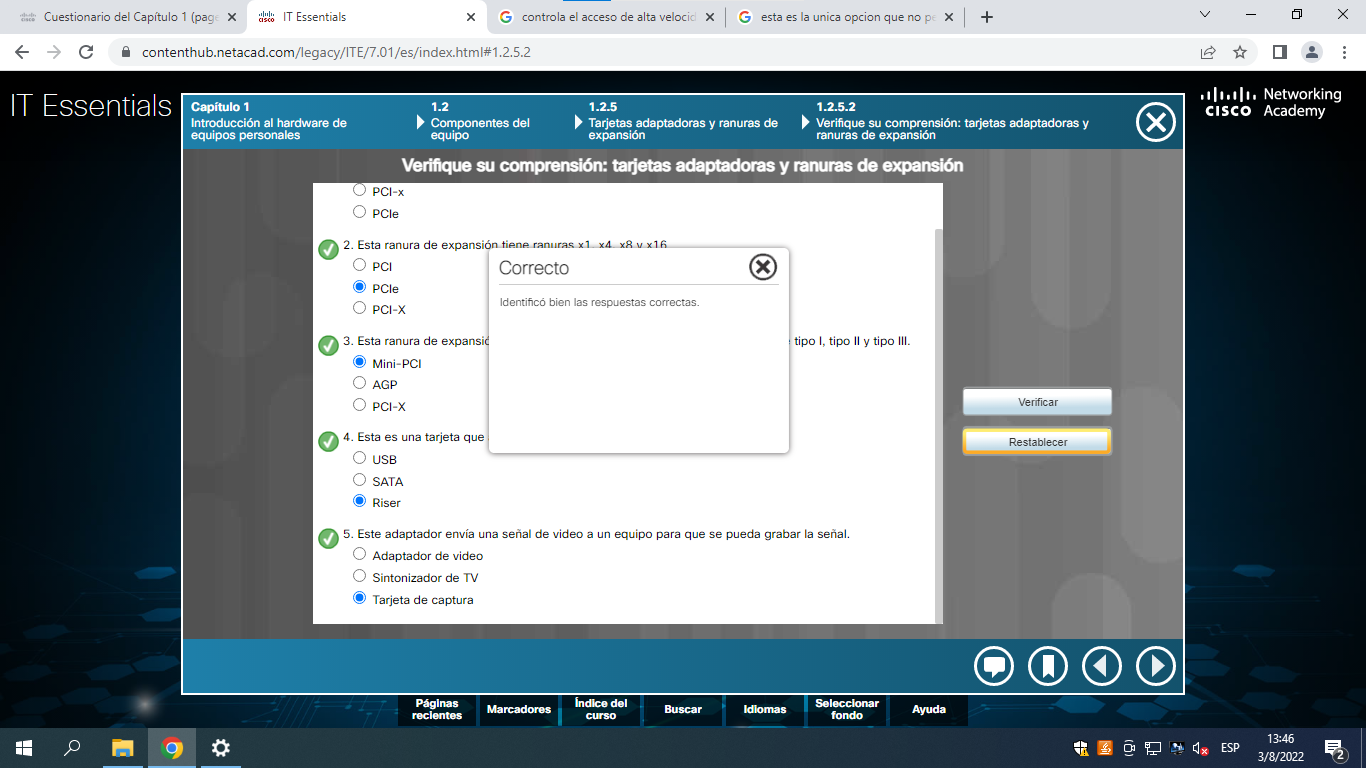 Cuestionario del Capítulo 1 (page
IT Essentials
controla el acceso de alta velocid
esta es la unica opcion que no pe
contenthub.netacad.com/legacy/ITE/7.01/es/index.html#1.2.5.2
IT Essentials
Capítulo 1
Introducción al hardware de
equipos personales
1.2
Componentes del
equipo
1.2.5
Tarjetas adaptadoras y ranuras de
expansión
1.2.5.2
Verifique su comprensión: tarjetas adaptadoras y
ranuras de expansión
CISCO
Networking
Academy
Verifique su comprensión: tarjetas adaptadoras y ranuras de expansión
PCI-x
PCIe
2. Esta ranura de expansión tiene ranuras x1, x4, x8 y x16
PCI
PCIe
PCI-X
3. Esta ranura de expansió
tipo I, tipo II y tipo III.
Mini-PCI
AGP
PCI-X
4. Esta es una tarjeta que
USB
SATA
Riser
5. Este adaptador envía una señal de video a un equipo para que se pueda grabar la señal.
Adaptador de video
Sintonizador de TV
Tarjeta de captura
Correcto
Identificó bien las respuestas correctas.
Verificar
Restablecer
Páginas
recientes
Marcadores
Índice del
curso
Buscar
Idiomas
Seleccionar
fondo
Ayuda
ESP
13:46
3/8/2022
2